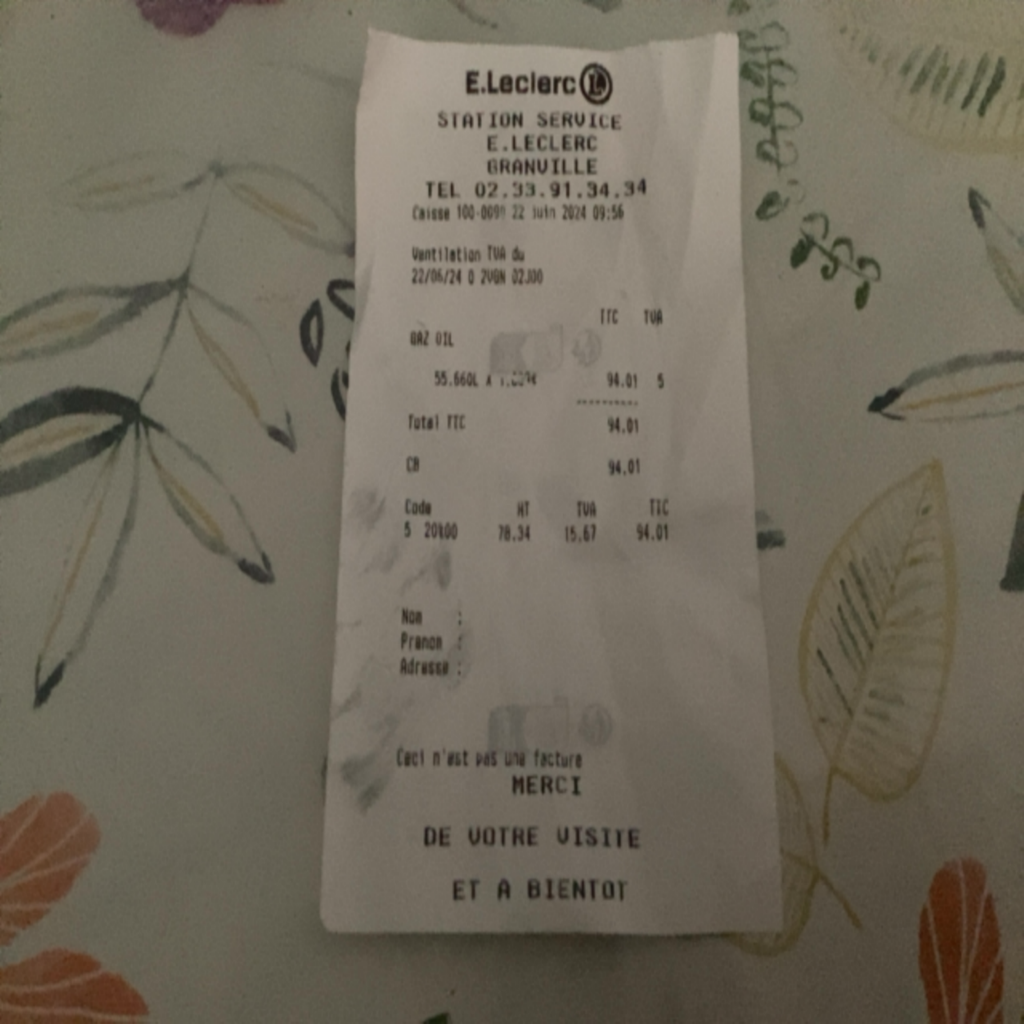 E.Leclerc L
STATION SERVICE
E.LECLERC
GRANVILLE
TEL 02.33.91.34.34
Caisse 100-0099 22 juin 2024 09:56
Ventilation TVA du
22/06/24 0
TTC TVA
GAZ OIL
55.660L X 94.01 5
Total TTC 94.01
CB 94.01
Code HT TVA TTC
5 20%00 78.34 15.67 94.01
Nom :
Prenom :
Adresse :
Ceci n'est pas une facture
MERCI
DE VOTRE VISITE
ET A BIENTOT